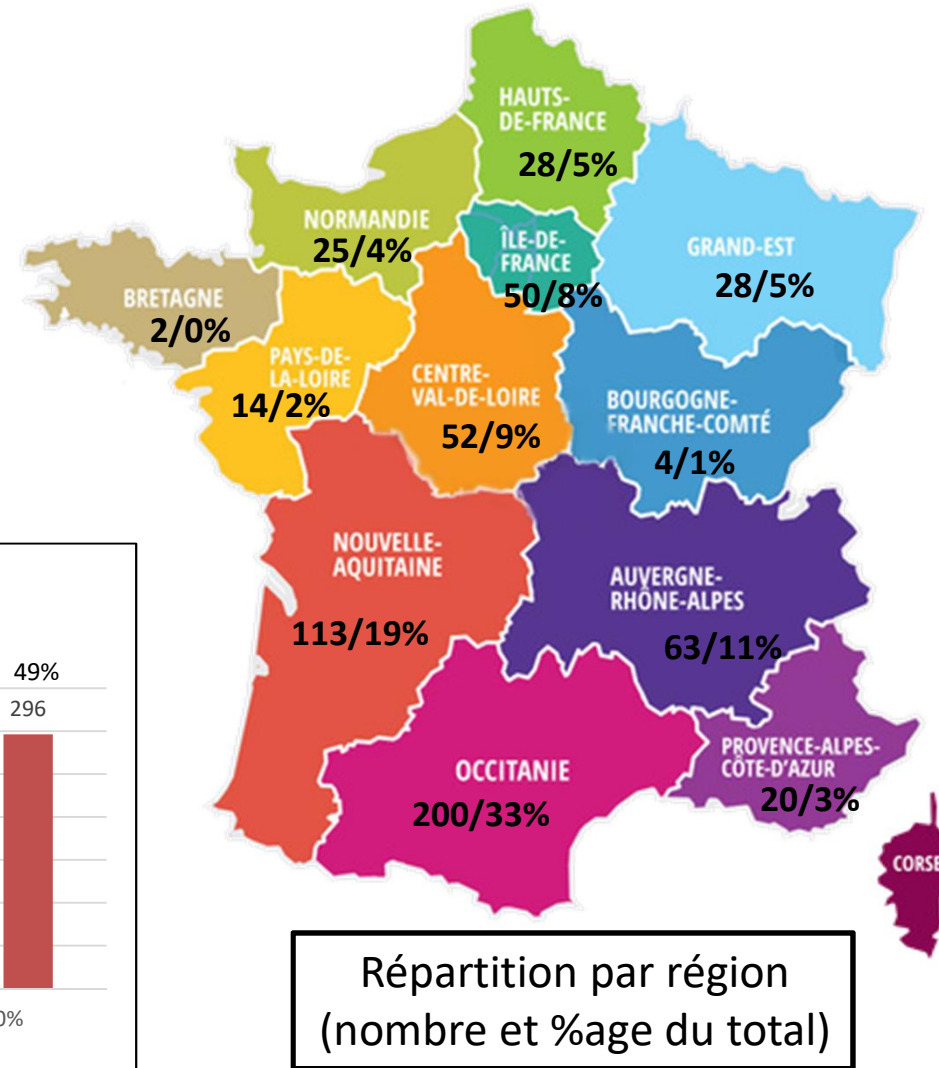 HAUTS-
DE-FRANCE
28/5%
NORMANDIE
25/4%
ÎLE-DE-
FRANCE
50/8%
GRAND-EST
28/5%
BRETAGNE
2/0%
PAYS-DE-
LA-LOIRE
14/2%
CENTRE-
VAL-DE-LOIRE
52/9%
BOURGOGNE-
FRANCHE-COMTÉ
4/1%
NOUVELLE-
AQUITAINE
113/19%
AUVERGNE-
RHÔNE-ALPES
63/11%
OCCITANIE
200/33%
PROVENCE-ALPES-
CÔTE-D'AZUR
20/3%
CORSE
49%
296
0%
Répartition par région
(nombre et %age du total)